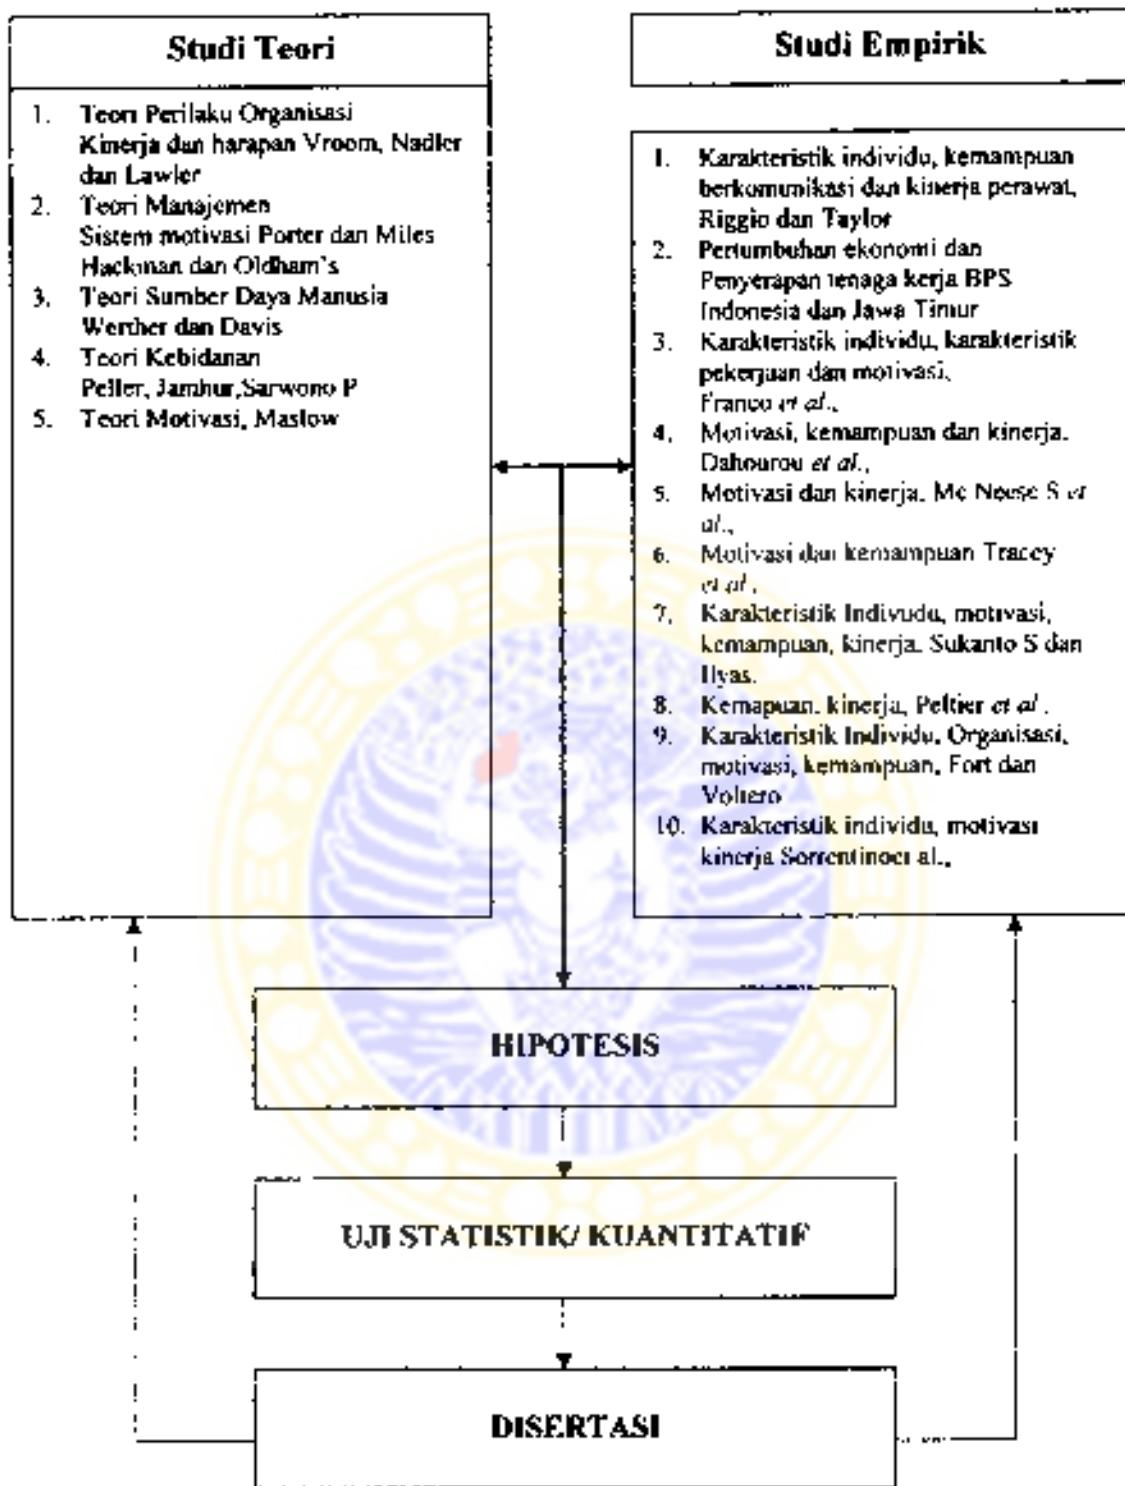 Studi Teori
1. Teori Perilaku Organisasi
Kinerja dan harapan Vroom, Nadler
dan Lawler
2. Teori Manajemen
Sistem motivasi Porter dan Miles
Hackman dan Oldham's
3. Teori Sumber Daya Manusia
Werther dan Davis
4. Teori Kebidanan
Peller, Jamhur,Sarwono P
5. Teori Motivasi, Maslow
Studi Empirik
1. Karakteristik individu, kemampuan
berkomunikasi dan kinerja perawat,
Riggio dan Taylor
2. Pertumbuhan ekonomi dan
Penyerapan tenaga kerja BPS
Indonesia dan Jawa Timur
3. Karakteristik individu, karakteristik
pekerjaan dan motivasi,
Franco et al.,
4. Motivasi, kemampuan dan kinerja.
Dahourou et al.,
5. Motivasi dan kinerja. Mc Neese S et
al.,
6. Motivasi dan kemampuan Tracey
et al.,
7. Karakteristik Indivudu, motivasi,
kemampuan, kinerja. Sukanto S dan
Ilyas.
8. Kemapuan. kinerja, Peltier et al.
9. Karakteristik Individu, Organisasi,
motivasi, kemampuan, Fort dan
Voltero
10. Karakteristik individu, motivasi
kinerja Sorrentinoet al.,
HIPOTESIS
UJI STATISTIK/ KUANTITATIF
DISERTASI